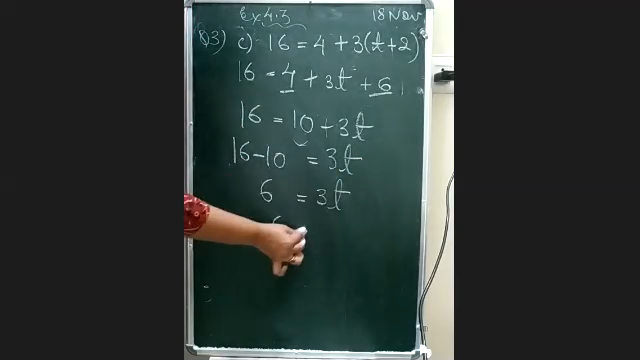 Ex 4.3 18 Nov
Q3) c) 16 = 4 + 3(t+2)
16 = 4 + 3t + 6
16 = 10 + 3t
16 - 10 = 3t
6 = 3t